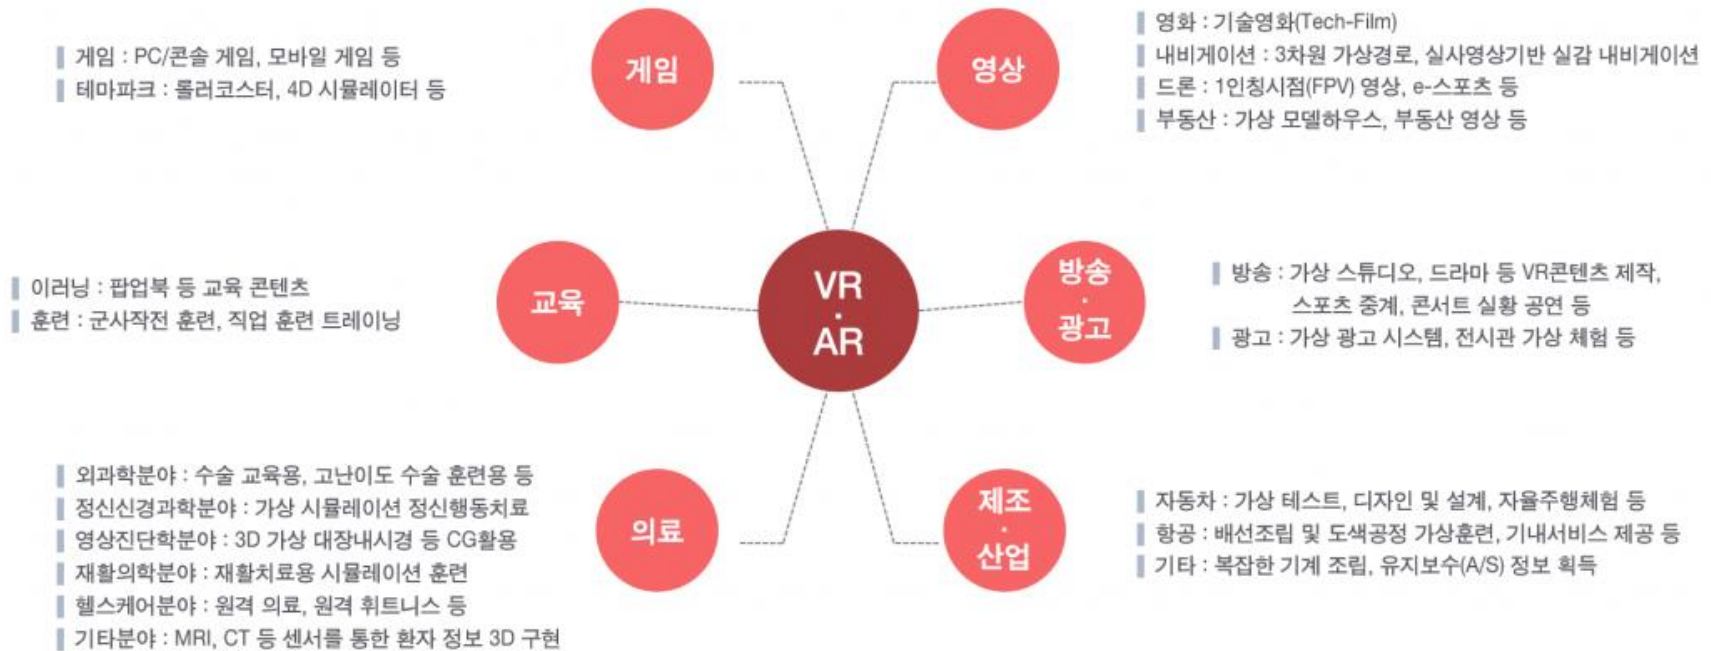 게임
게임 : PC/콘솔 게임, 모바일 게임 등
테마파크 : 롤러코스터, 4D 시뮬레이터 등
영상
영화 : 기술영화(Tech-Film)
내비게이션 : 3차원 가상경로, 실사영상기반 실감 내비게이션
드론 : 1인칭시점(FPV) 영상, e-스포츠 등
부동산 : 가상 모델하우스, 부동산 영상 등
교육
이러닝 : 팝업북 등 교육 콘텐츠
훈련 : 군사작전 훈련, 직업 훈련 트레이닝
VR
·
AR
방송
·
광고
방송 : 가상 스튜디오, 드라마 등 VR콘텐츠 제작,
스포츠 중계, 콘서트 실황 공연 등
광고 : 가상 광고 시스템, 전시관 가상 체험 등
의료
외과학분야 : 수술 교육용, 고난이도 수술 훈련용 등
정신신경과학분야 : 가상 시뮬레이션 정신행동치료
영상진단학분야 : 3D 가상 대장내시경 등 CG활용
재활의학분야 : 재활치료용 시뮬레이션 훈련
헬스케어분야 : 원격 의료, 원격 휘트니스 등
기타분야 : MRI, CT 등 센서를 통한 환자 정보 3D 구현
제조
·
산업
자동차 : 가상 테스트, 디자인 및 설계, 자율주행체험 등
항공 : 배선조립 및 도색공정 가상훈련, 기내서비스 제공 등
기타 : 복잡한 기계 조립, 유지보수(A/S) 정보 획득